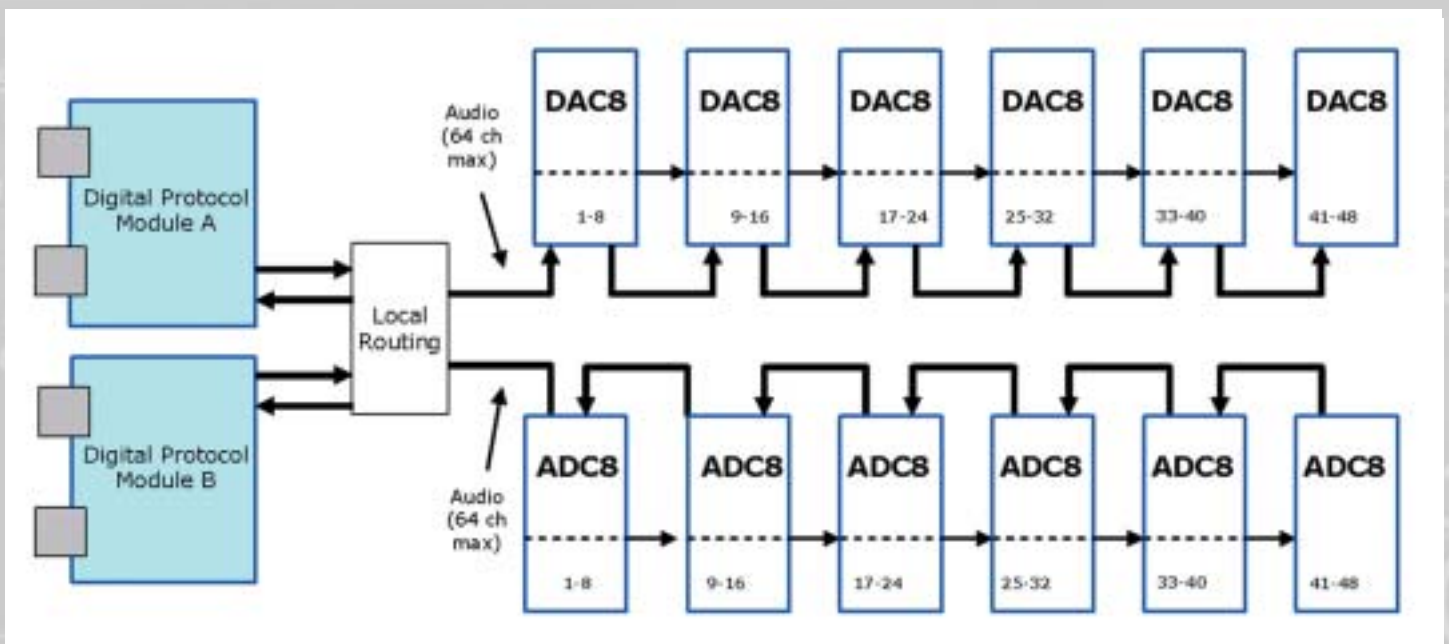 Digital Protocol
Module A
Digital Protocol
Module B
Local
Routing
Audio
(64 ch
max)
DAC8
1-8
DAC8
9-16
DAC8
17-24
DAC8
25-32
DAC8
33-40
DAC8
41-48
Audio
(64 ch
max)
ADC8
1-8
ADC8
9-16
ADC8
17-24
ADC8
25-32
ADC8
33-40
ADC8
41-48